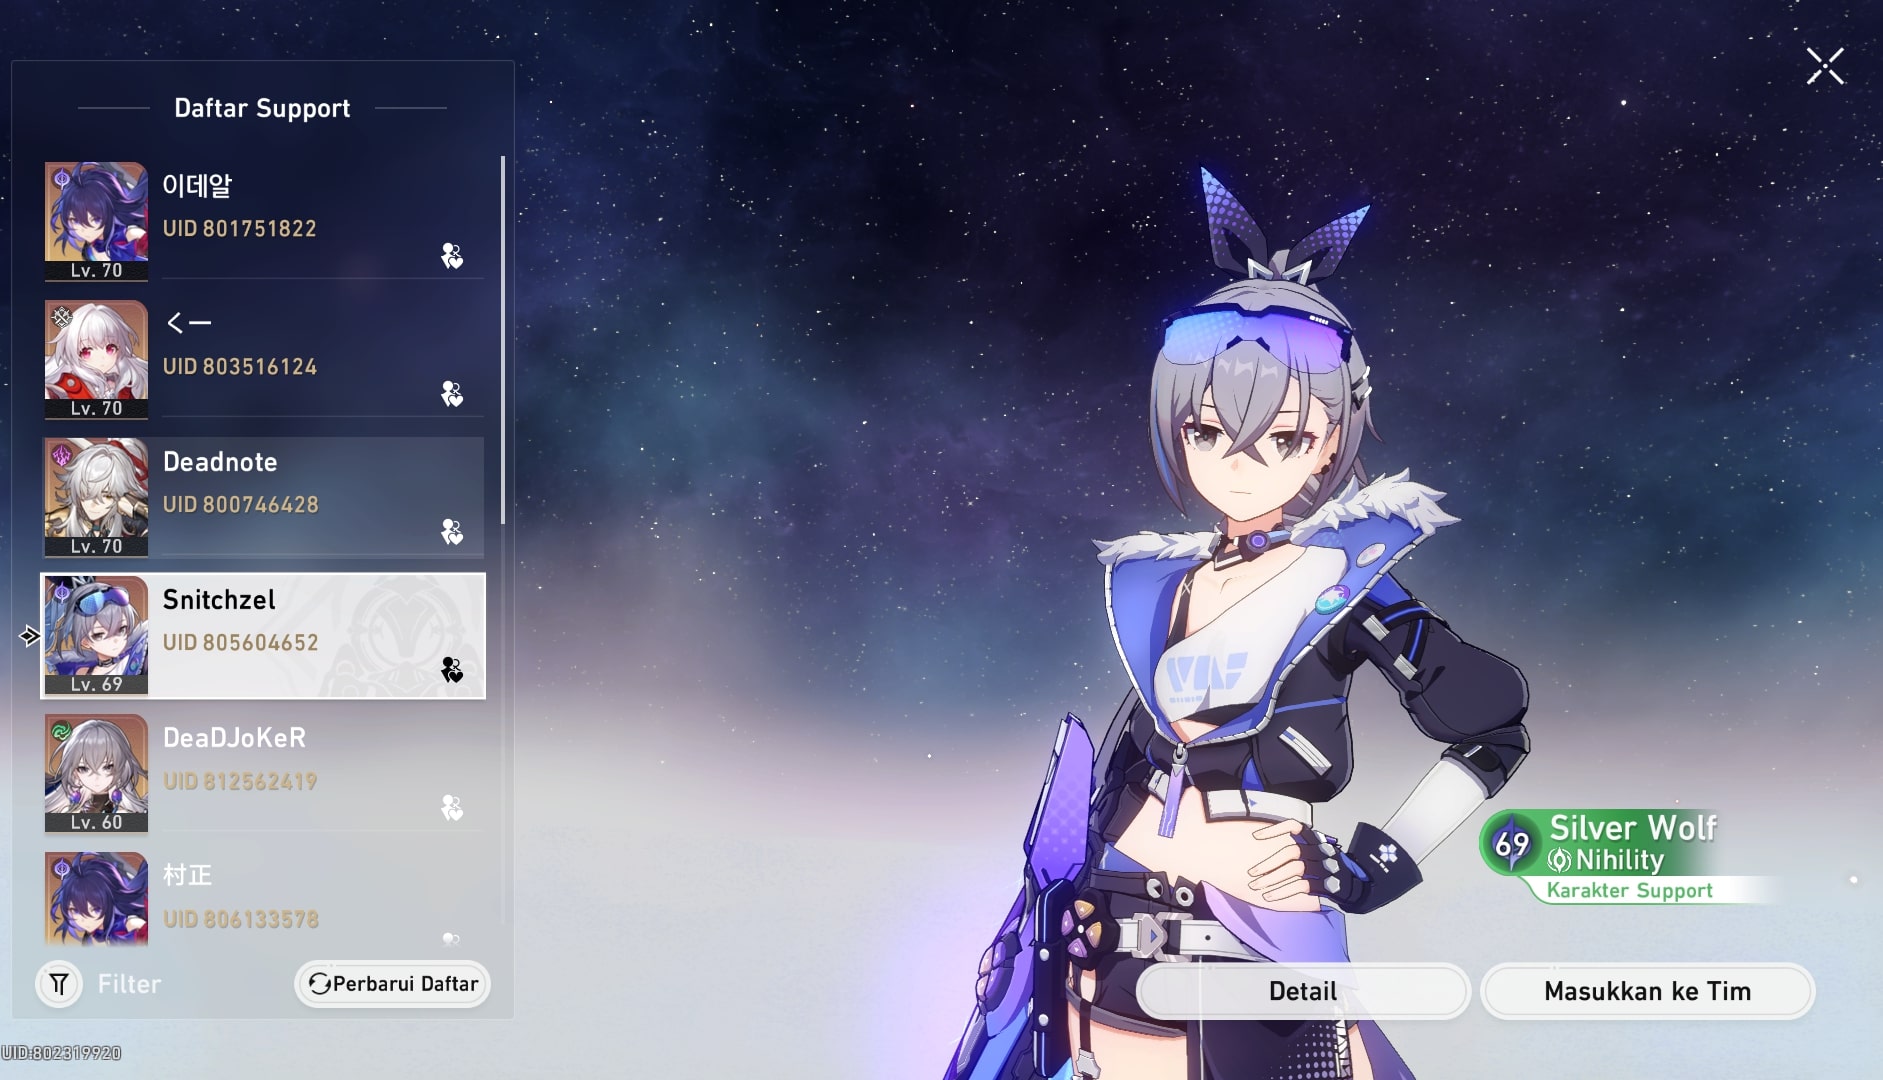 Daftar Support
이데알
UID 801751822
Lv. 70
くー
UID 803516124
Lv. 70
Deadnote
UID 800746428
Lv. 70
Snitchzel
UID 805604652
Lv. 69
DeaDJoKeR
UID 812562419
Lv. 60
村正
UID 806133578
Filter
Perbarui Daftar
69
Silver Wolf
Nihility
Karakter Support
Detail
Masukkan ke Tim
UID:802319920